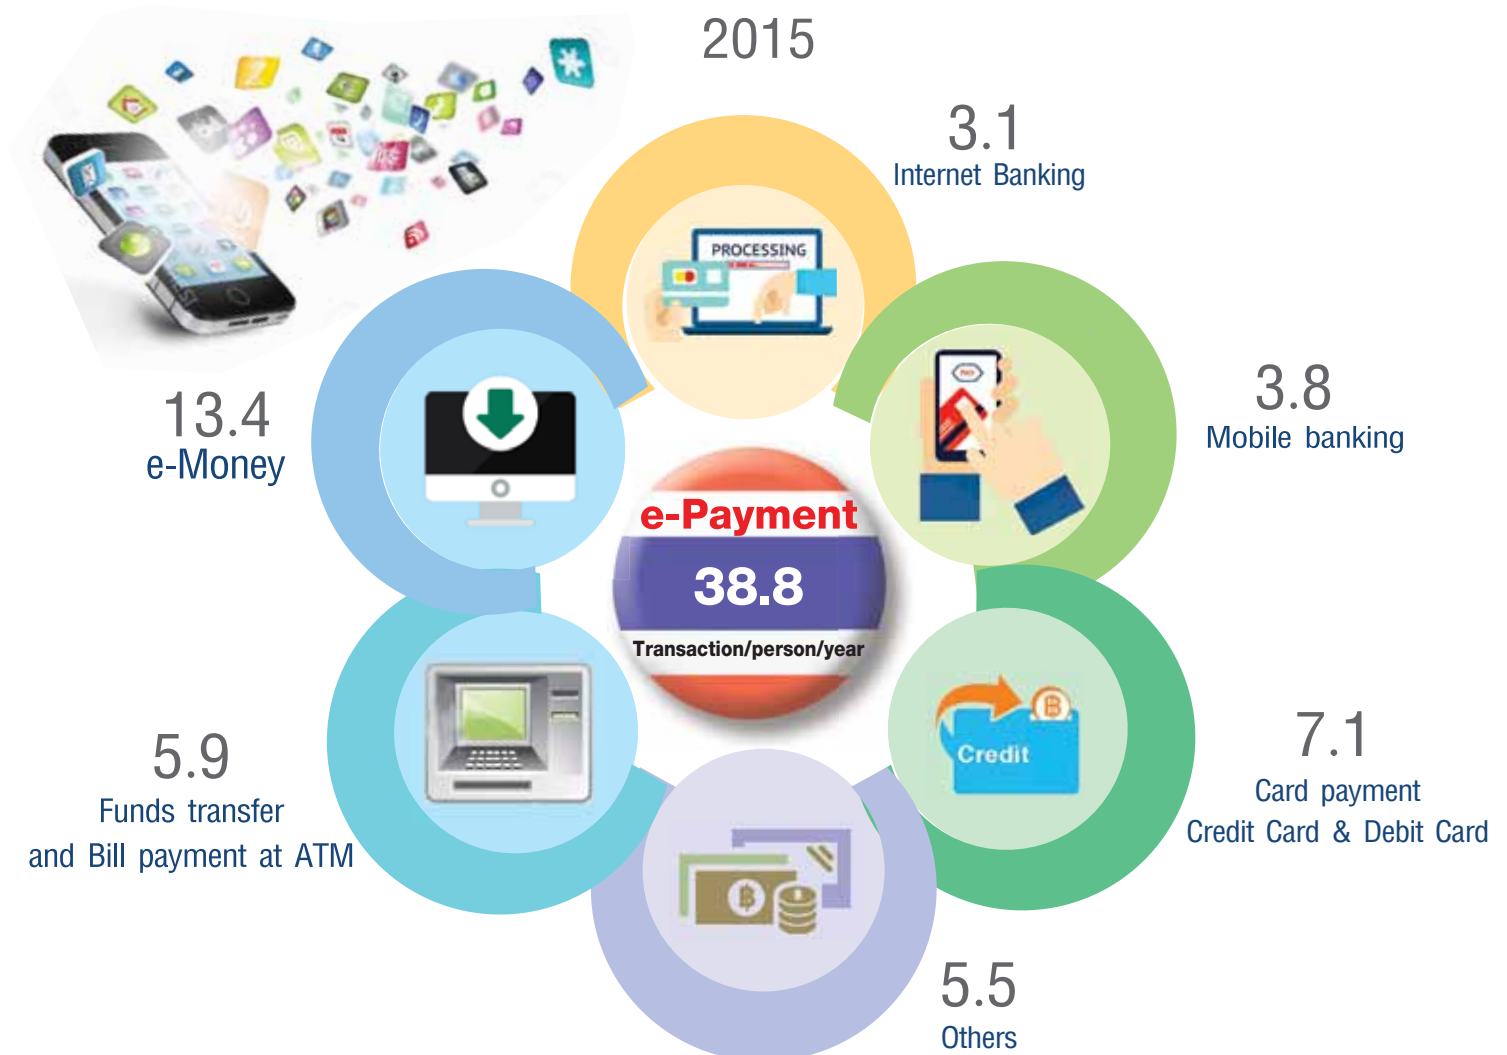 2015
3.1
Internet Banking
PROCESSING
3.8
Mobile banking
13.4
e-Money
e-Payment
38.8
Transaction/person/year
7.1
Card payment
Credit Card & Debit Card
Credit
5.9
Funds transfer
and Bill payment at ATM
5.5
Others